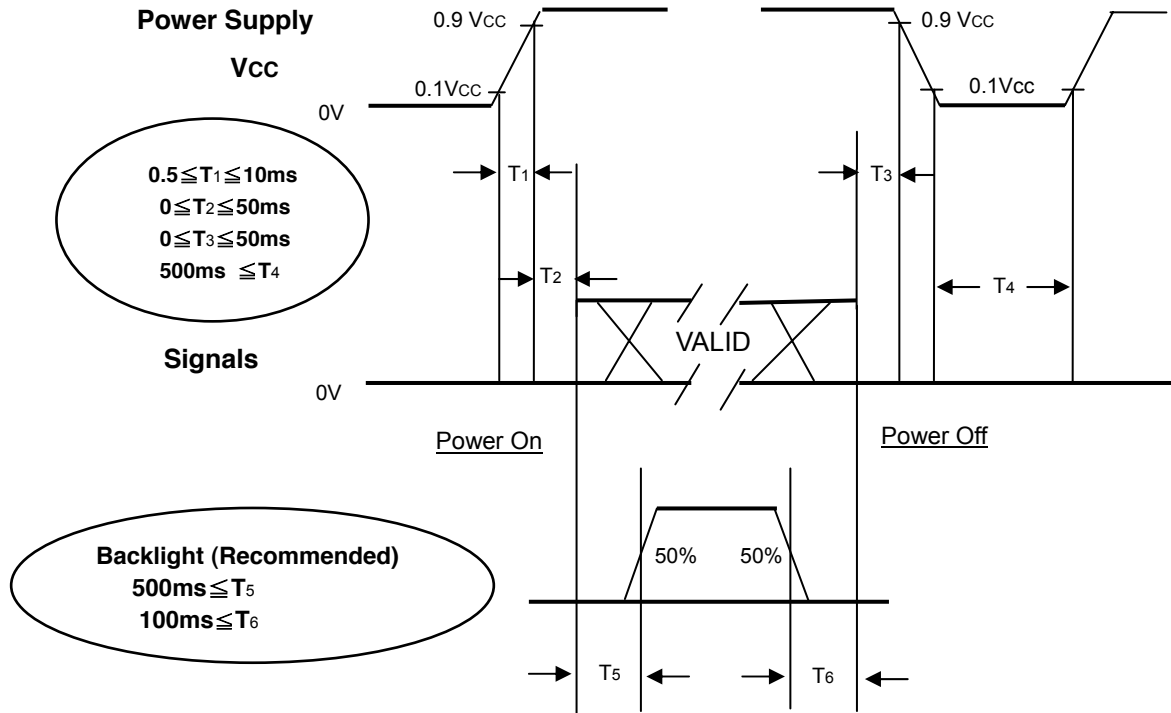 Power Supply
VCC
0.9 VCC
0.9 VCC
0.1VCC
0.1Vcc
0V
0.5≦T1≦10ms
0≦T2≦50ms
0≦T3≦50ms
500ms ≦T4
T1
T3
T2
T4
VALID
Signals
0V
Power On
Power Off
Backlight (Recommended)
500ms≦T5
100ms≦T6
50%
50%
T5
T6